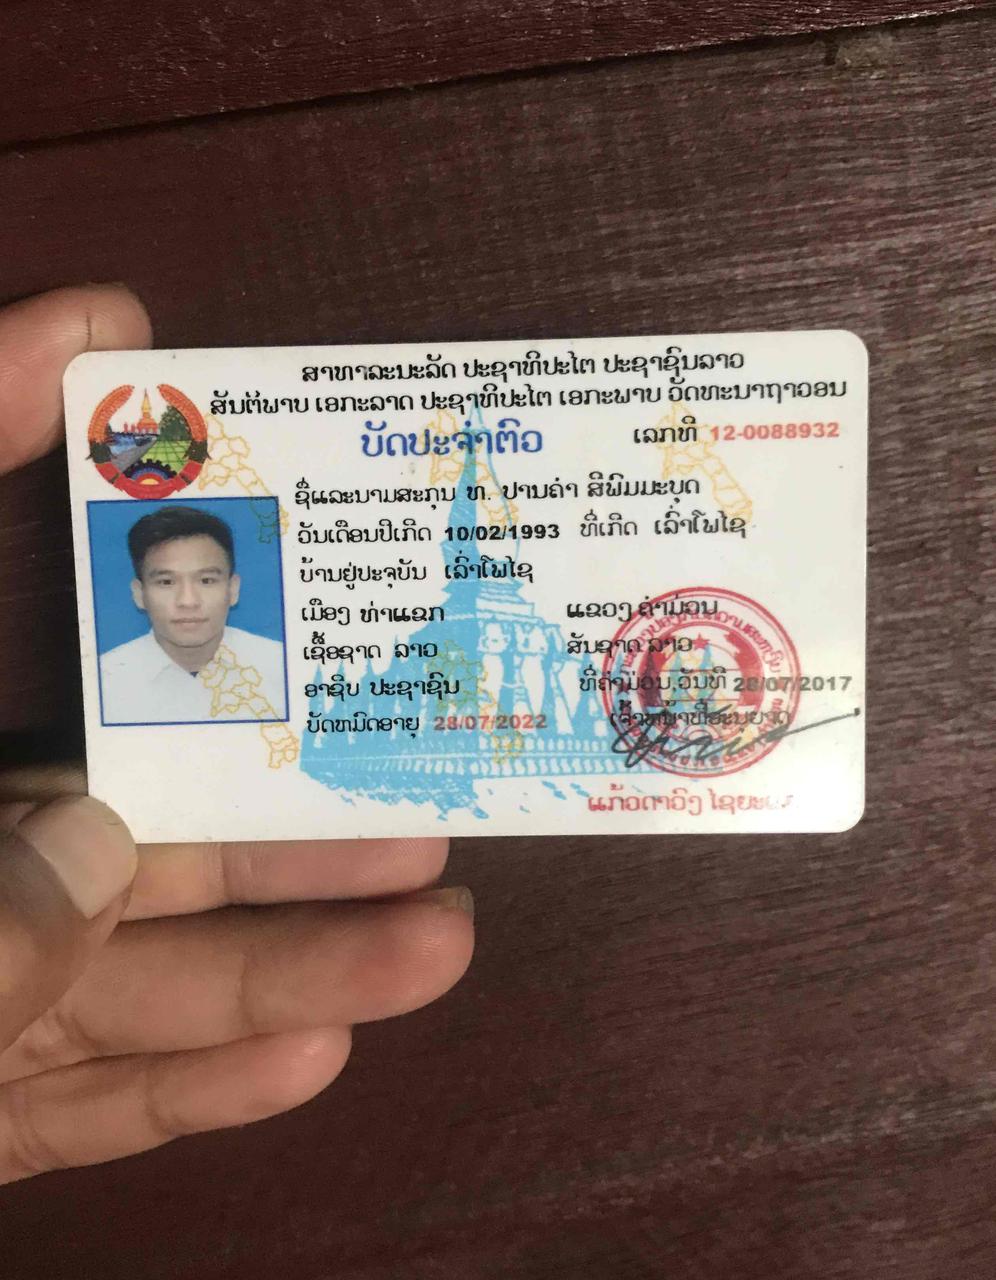 ສາທາລະນະລັດ ປະຊາທິປະໄຕ ປະຊາຊົນລາວ
ສັນຕິພາບ ເອກະລາດ ປະຊາທິປະໄຕ ເອກະພາບ ວັດທະນາຖາວອນ
ບັດປະຈຳຕົວ
ເລກທີ 12-0088932
ຊື່ແລະນາມສະກຸນ ທ. ປານຄຳ ສີພົມມະບຸດ
ວັນເດືອນປີເກີດ 10/02/1993 ທີ່ເກີດ ເລົ່າໂພໄຊ
ບ້ານຢູ່ປະຈຸບັນ ເລົ່າໂພໄຊ
ເມືອງ ທ່າແຂກ ແຂວງ ຄຳມ່ວນ
ເຊື້ອຊາດ ລາວ ສັນຊາດ ລາວ
ອາຊີບ ປະຊາຊົນ ທີ່ຄຳມ່ວນ,ວັນທີ 28/07/2017
ບັດຫມົດອາຍຸ 28/07/2022 ເຈົ້າຫນ້າທີ່ອະນຸຍາດ
ແກ້ວດາວົງ